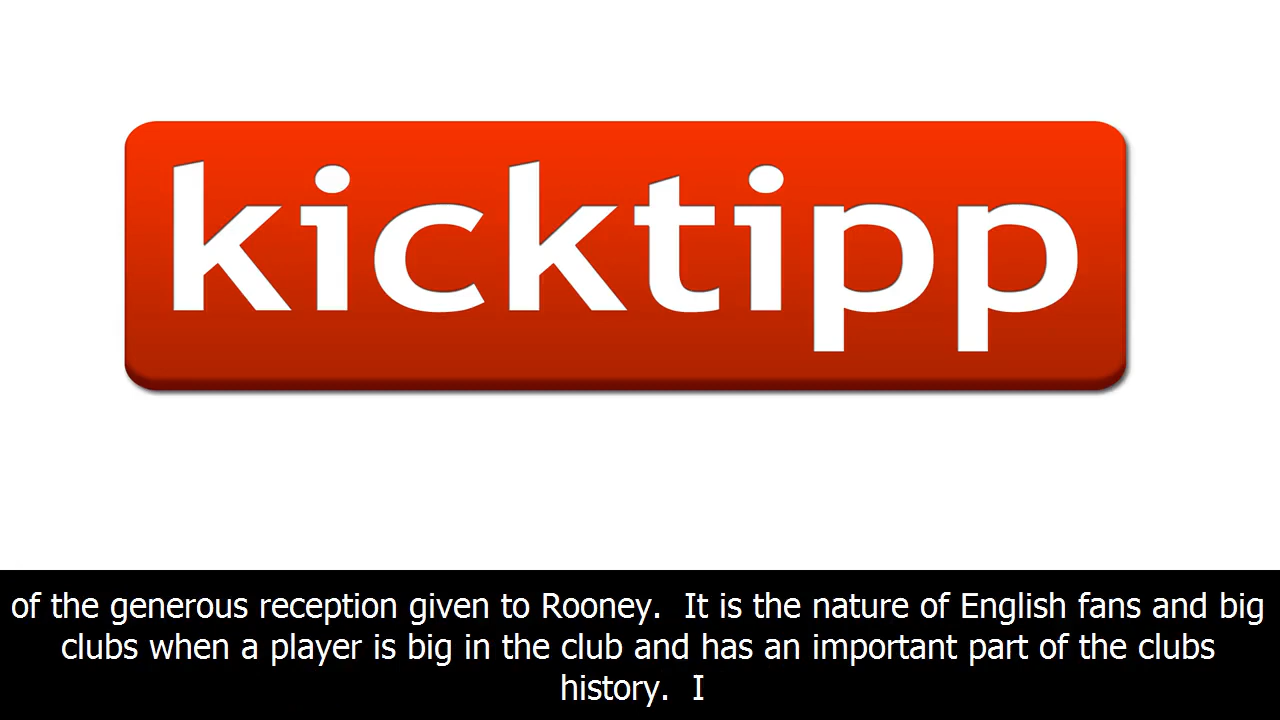 kicktipp
of the generous reception given to Rooney.  It is the nature of English fans and big
clubs when a player is big in the club and has an important part of the clubs
history.  I